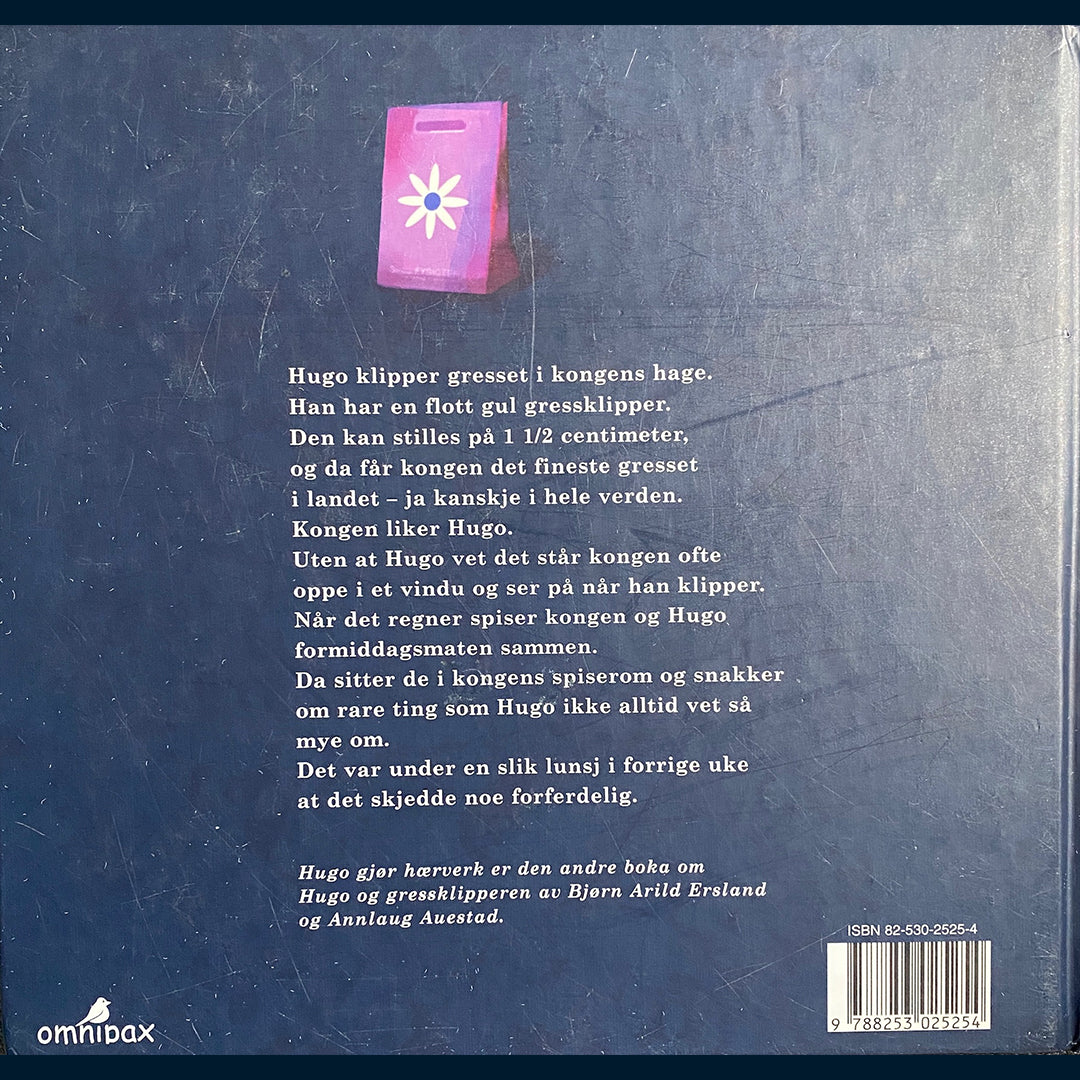 Hugo klipper gresset i kongens hage.
Han har en flott gul gressklipper.
Den kan stilles på 1 1/2 centimeter,
og da får kongen det fineste gresset
i landet – ja kanskje i hele verden.
Kongen liker Hugo.
Uten at Hugo vet det står kongen ofte
oppe i et vindu og ser på når han klipper.
Når det regner spiser kongen og Hugo
formiddagsmaten sammen.
Da sitter de i kongens spiserom og snakker
om rare ting som Hugo ikke alltid vet så
mye om.
Det var under en slik lunsj i forrige uke
at det skjedde noe forferdelig.
Hugo gjør hærverk er den andre boka om
Hugo og gressklipperen av Bjørn Arild Ersland
og Annlaug Auestad.
ISBN 82-530-2525-4
9 788253 025254
omnipax